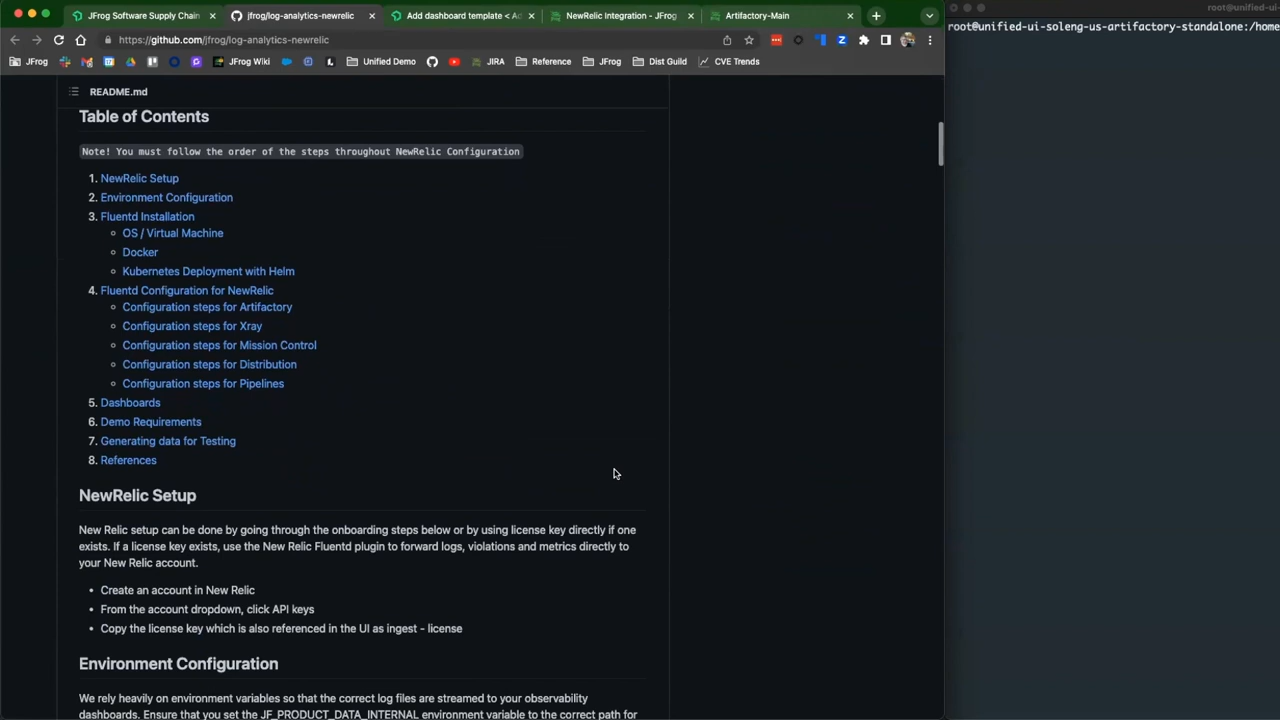 JFrog Software Supply Chain
jfrog/log-analytics-newrelic
Add dashboard template < Ad
NewRelic Integration - JFrog
Artifactory-Main
root@unified-ui-
https://github.com/jfrog/log-analytics-newrelic
root@unified-ui-soleng-us-artifactory-standalone:/home
JFrog
JFrog Wiki
Unified Demo
JIRA
Reference
JFrog
Dist Guild
CVE Trends
README.md
Table of Contents
Note! You must follow the order of the steps throughout NewRelic Configuration
1. NewRelic Setup
2. Environment Configuration
3. Fluentd Installation
OS / Virtual Machine
Docker
Kubernetes Deployment with Helm
4. Fluentd Configuration for NewRelic
Configuration steps for Artifactory
Configuration steps for Xray
Configuration steps for Mission Control
Configuration steps for Distribution
Configuration steps for Pipelines
5. Dashboards
6. Demo Requirements
7. Generating data for Testing
8. References
NewRelic Setup
New Relic setup can be done by going through the onboarding steps below or by using license key directly if one
exists. If a license key exists, use the New Relic Fluentd plugin to forward logs, violations and metrics directly to
your New Relic account.
• Create an account in New Relic
• From the account dropdown, click API keys
• Copy the license key which is also referenced in the UI as ingest - license
Environment Configuration
We rely heavily on environment variables so that the correct log files are streamed to your observability
dashboards. Ensure that you set the JF_PRODUCT_DATA_INTERNAL environment variable to the correct path for